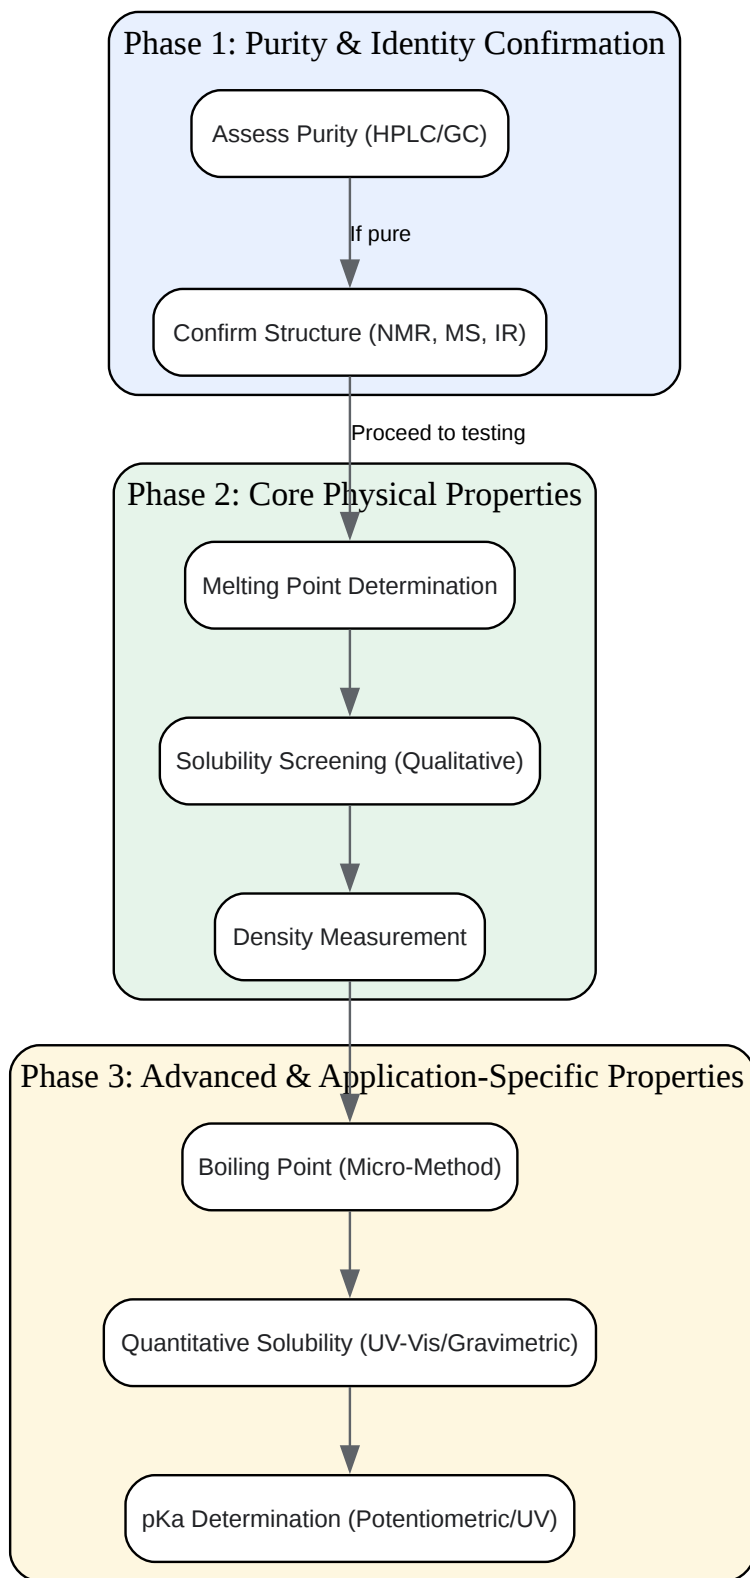 Phase 1: Purity & Identity Confirmation
Assess Purity (HPLC/GC)
If pure
Confirm Structure (NMR, MS, IR)
Proceed to testing
Phase 2: Core Physical Properties
Melting Point Determination
Solubility Screening (Qualitative)
Density Measurement
Phase 3: Advanced & Application-Specific Properties
Boiling Point (Micro-Method)
Quantitative Solubility (UV-Vis/Gravimetric)
pKa Determination (Potentiometric/UV)